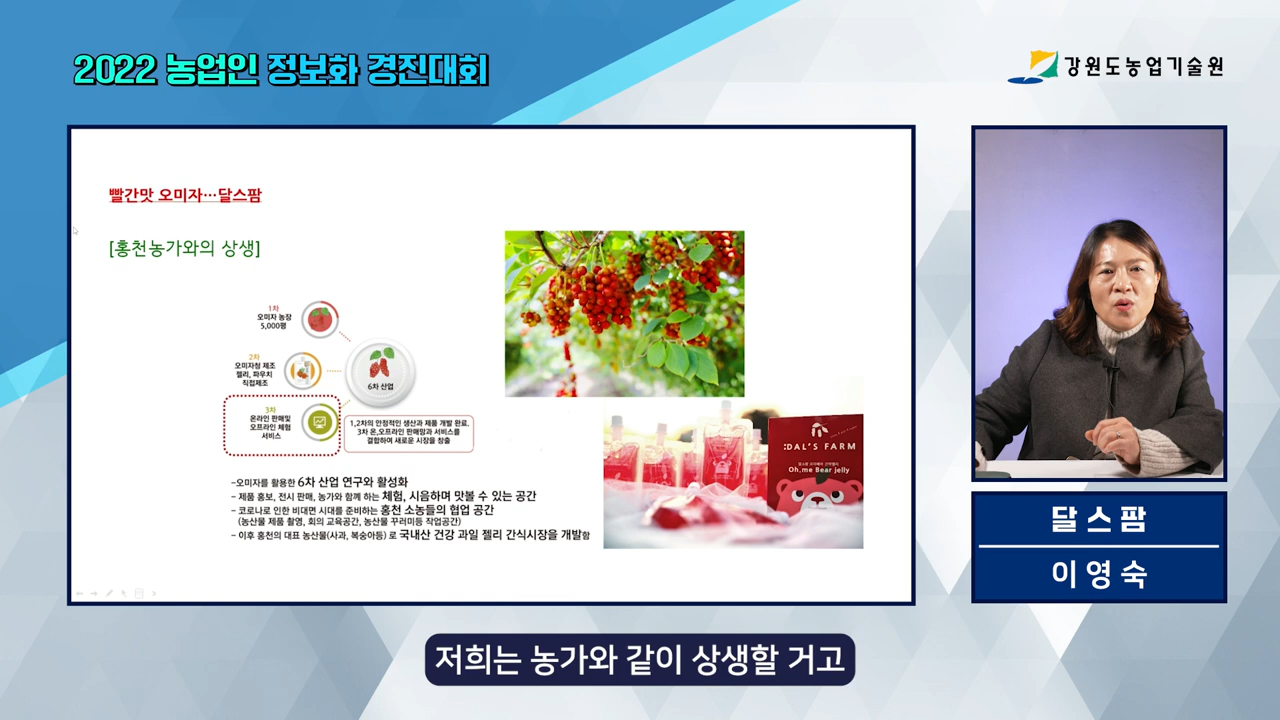 2022 농업인 정보화 경진대회
강원도농업기술원
빨간맛 오미자…달스팜
[홍천농가와의 상생]
1차
오미자 농장
5,000평
2차
오미자청 제조
젤리, 파우치
직접제조
3차
온라인 판매및
오프라인 체험
서비스
6차 산업
1,2차의 안정적인 생산과 제품 개발 완료.
3차 온,오프라인 판매망과 서비스를
결합하여 새로운 시장을 창출
-오미자를 활용한 6차 산업 연구와 활성화
- 제품 홍보, 전시 판매, 농가와 함께 하는 체험, 시음하며 맛볼 수 있는 공간
- 코로나로 인한 비대면 시대를 준비하는 홍천 소농들의 협업 공간
(농산물 제품 촬영, 회의 교육공간, 농산물 꾸러미등 작업공간)
- 이후 홍천의 대표 농산물(사과, 복숭아등) 로 국내산 건강 과일 젤리 간식시장을 개발함
:DAL'S FARM
Oh,me Bear jelly
달스팜
이영숙
저희는 농가와 같이 상생할 거고